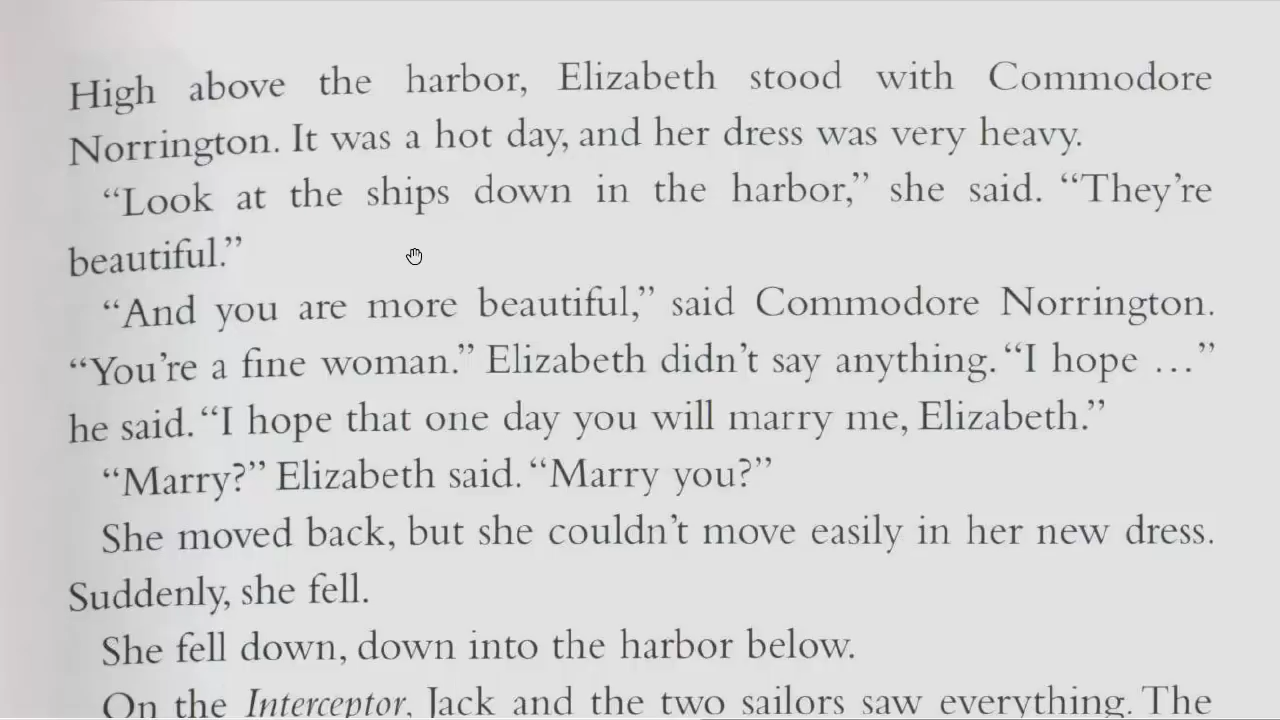 High above the harbor, Elizabeth stood with Commodore
Norrington. It was a hot day, and her dress was very heavy.
“Look at the ships down in the harbor,” she said. “They’re
beautiful.”
“And you are more beautiful,” said Commodore Norrington.
“You’re a fine woman.” Elizabeth didn’t say anything. “I hope …”
he said. “I hope that one day you will marry me, Elizabeth.”
“Marry?” Elizabeth said. “Marry you?”
She moved back, but she couldn’t move easily in her new dress.
Suddenly, she fell.
She fell down, down into the harbor below.
On the Interceptor, Jack and the two sailors saw everything. The